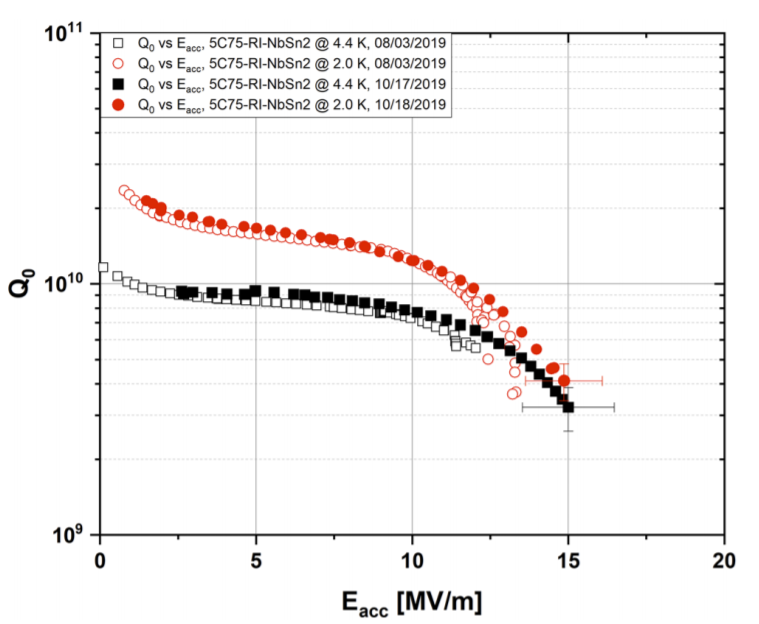 10¹¹
Q₀ vs Eacc, 5C75-RI-NbSn2 @ 4.4 K, 08/03/2019
Q₀ vs Eacc, 5C75-RI-NbSn2 @ 2.0 K, 08/03/2019
Q₀ vs Eacc, 5C75-RI-NbSn2 @ 4.4 K, 10/17/2019
Q₀ vs Eacc, 5C75-RI-NbSn2 @ 2.0 K, 10/18/2019
Q₀
10¹⁰
10⁹
0 5 10 15 20
Eacc [MV/m]